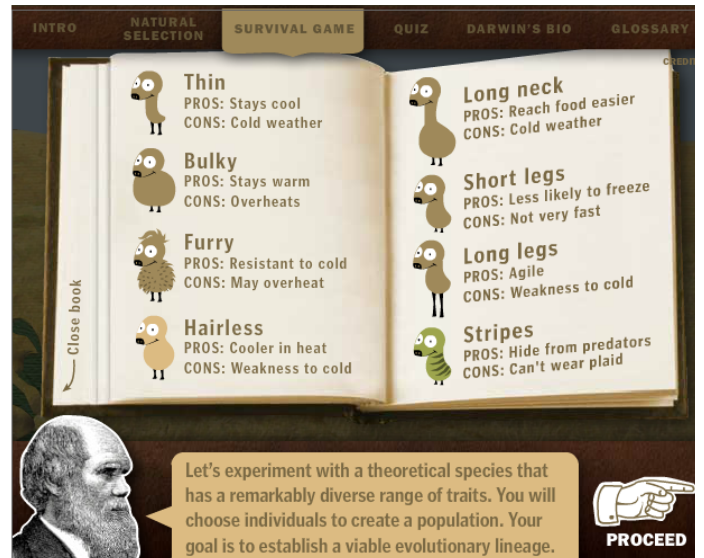 INTRO
NATURAL
SELECTION
SURVIVAL GAME
QUIZ
DARWIN'S BIO
GLOSSARY
CREDI
Thin
PROS: Stays cool
CONS: Cold weather
Bulky
PROS: Stays warm
CONS: Overheats
Furry
PROS: Resistant to cold
CONS: May overheat
Hairless
PROS: Cooler in heat
CONS: Weakness to cold
Close book
Long neck
PROS: Reach food easier
CONS: Cold weather
Short legs
PROS: Less likely to freeze
CONS: Not very fast
Long legs
PROS: Agile
CONS: Weakness to cold
Stripes
PROS: Hide from predators
CONS: Can't wear plaid
Let's experiment with a theoretical species that
has a remarkably diverse range of traits. You will
choose individuals to create a population. Your
goal is to establish a viable evolutionary lineage.
PROCEED